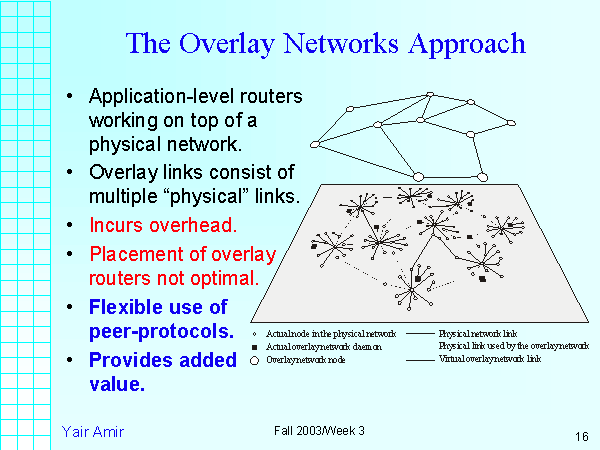 The Overlay Networks Approach
• Application-level routers
working on top of a
physical network.
• Overlay links consist of
multiple “physical” links.
• Incurs overhead.
• Placement of overlay
routers not optimal.
• Flexible use of
peer-protocols.
• Provides added
value.
Actual node in the physical network
Actual overlay network daemon
Overlay network node
Physical network link
Physical link used by the overlay network
Virtual overlay network link
Yair Amir
Fall 2003/Week 3
16